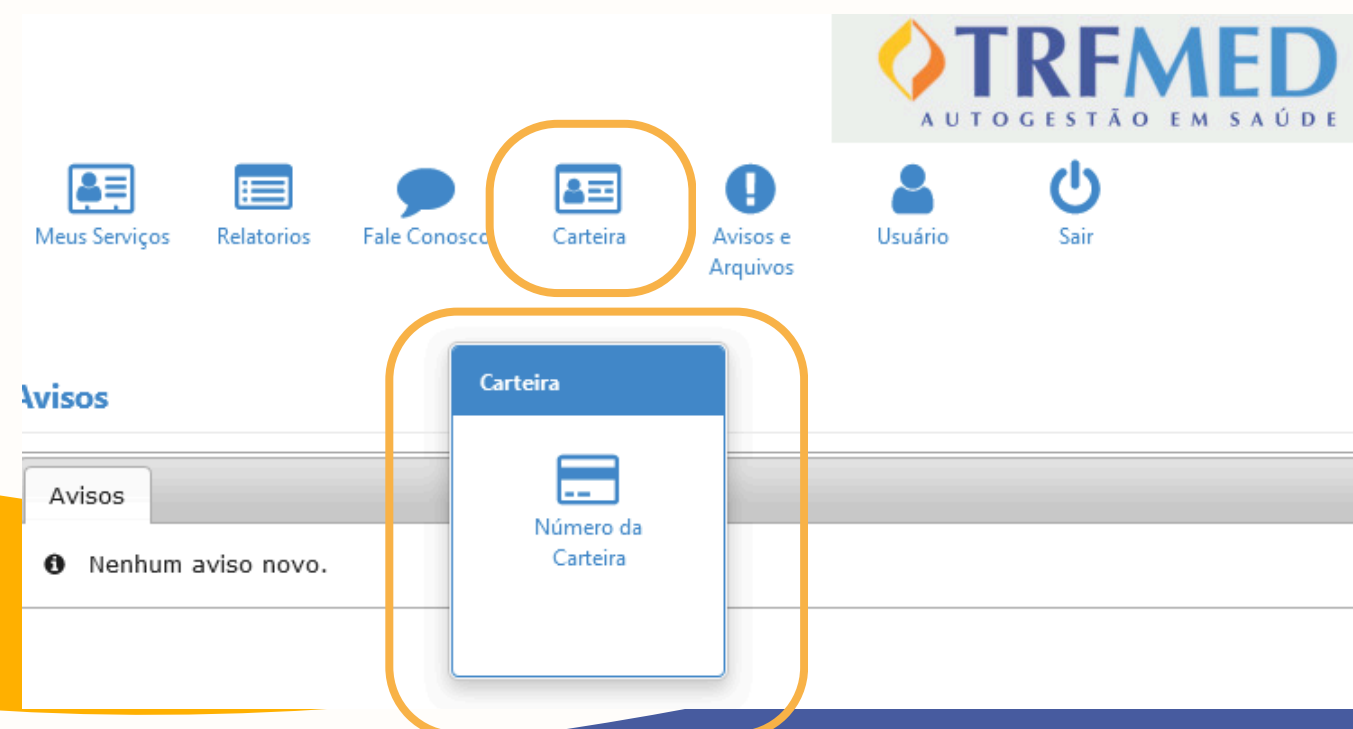 TRFMED
AUTOGESTÃO EM SAÚDE
Meus Serviços
Relatorios
Fale Conosco
Carteira
Avisos e
Arquivos
Usuário
Sair
Avisos
Carteira
Número da
Carteira
Avisos
Nenhum aviso novo.